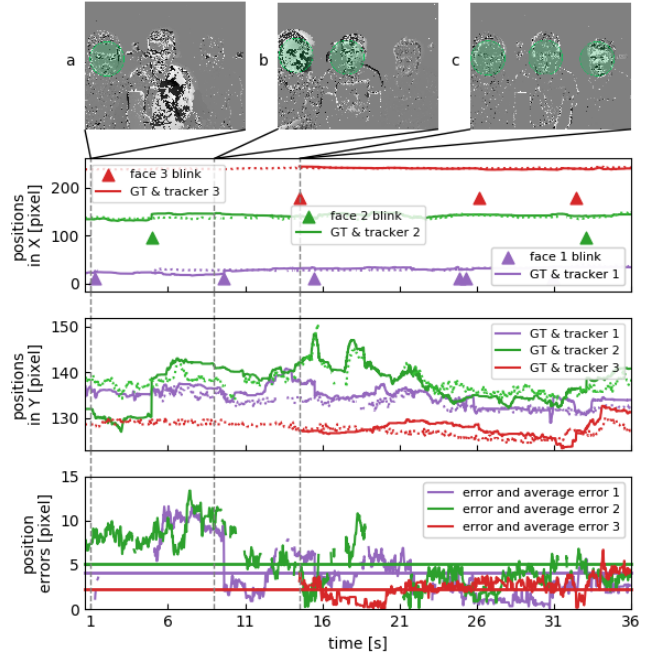 a
b
c
positions
in X [pixel]
200
100
0
face 3 blink
GT & tracker 3
face 2 blink
GT & tracker 2
face 1 blink
GT & tracker 1
positions
in Y [pixel]
150
140
130
GT & tracker 1
GT & tracker 2
GT & tracker 3
position
errors [pixel]
15
10
5
0
error and average error 1
error and average error 2
error and average error 3
1 6 11 16 21 26 31 36
time [s]